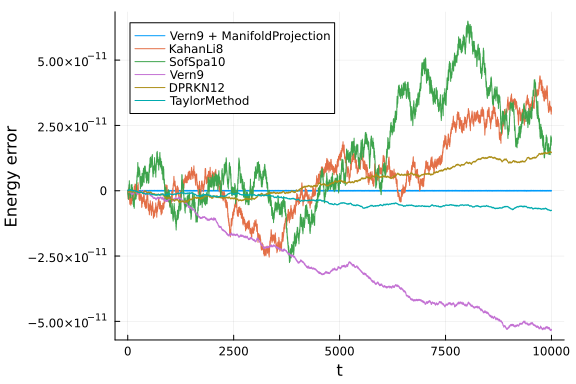 Energy error
5.00×10⁻¹¹
2.50×10⁻¹¹
0
−2.50×10⁻¹¹
−5.00×10⁻¹¹
Vern9 + ManifoldProjection
KahanLi8
SofSpa10
Vern9
DPRKN12
TaylorMethod
0 2500 5000 7500 10000
t